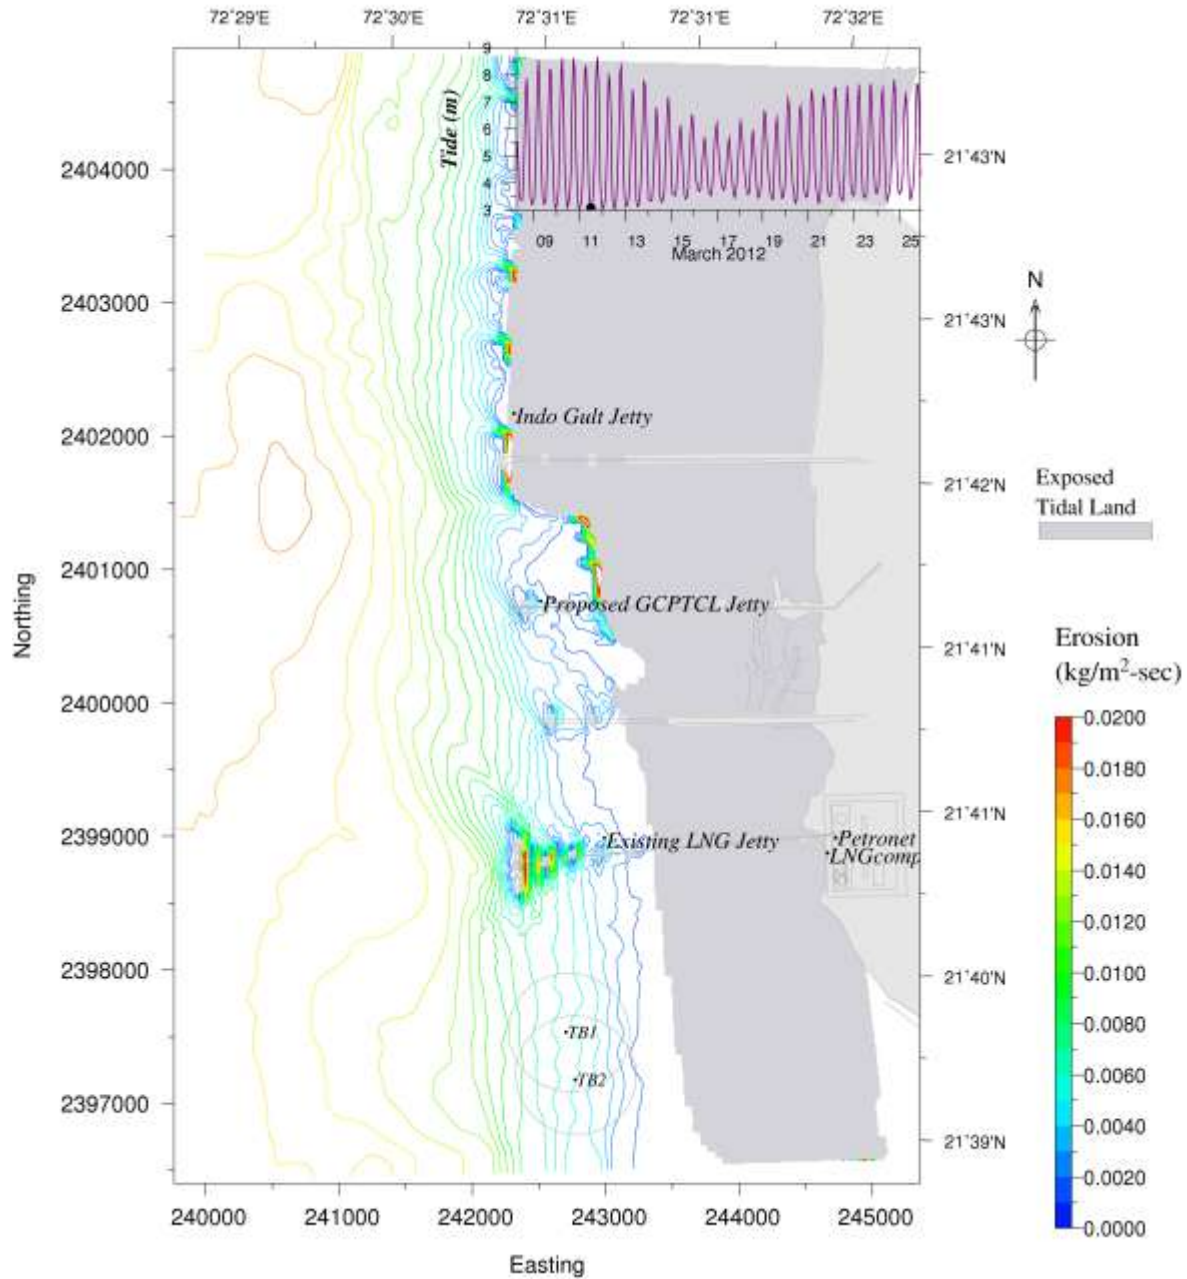 72°29'E 72°30'E 72°31'E 72°31'E 72°32'E
Tide (m)
9
8
7
6
5
4
3
09 11 13 15 17 19 21 23 25
March 2012
2404000
2403000
2402000
2401000
2400000
2399000
2398000
2397000
Northing
21°43'N
21°43'N
21°42'N
21°41'N
21°41'N
21°40'N
21°39'N
N
Indo Gult Jetty
Proposed GCPTCL Jetty
Existing LNG Jetty
Petronet
LNGcomp
TB1
TB2
Exposed
Tidal Land
Erosion
(kg/m²-sec)
0.0200
0.0180
0.0160
0.0140
0.0120
0.0100
0.0080
0.0060
0.0040
0.0020
0.0000
240000 241000 242000 243000 244000 245000
Easting